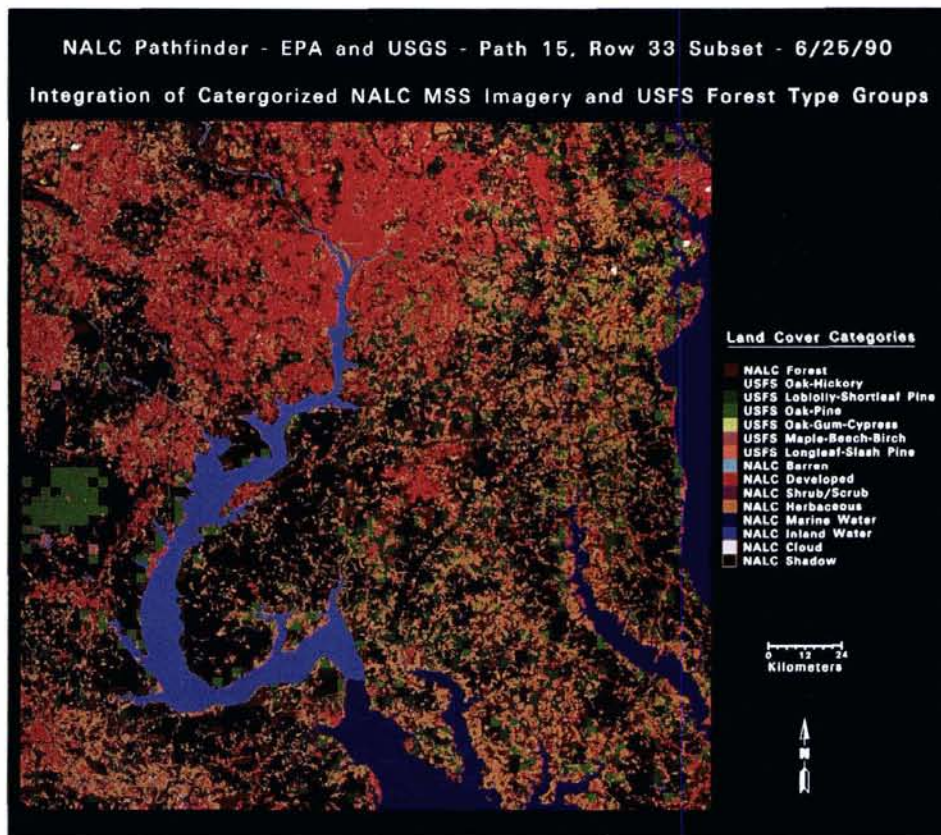 NALC Pathfinder - EPA and USGS - Path 15, Row 33 Subset - 6/25/90
Integration of Catergorized NALC MSS Imagery and USFS Forest Type Groups
Land Cover Categories
NALC Forest
USFS Oak-Hickory
USFS Loblolly-Shortleaf Pine
USFS Oak-Pine
USFS Oak-Gum-Cypress
USFS Maple-Beech-Birch
USFS Longleaf-Slash Pine
NALC Barren
NALC Developed
NALC Shrub/Scrub
NALC Herbaceous
NALC Marine Water
NALC Inland Water
NALC Cloud
NALC Shadow
0 12 24
Kilometers
N